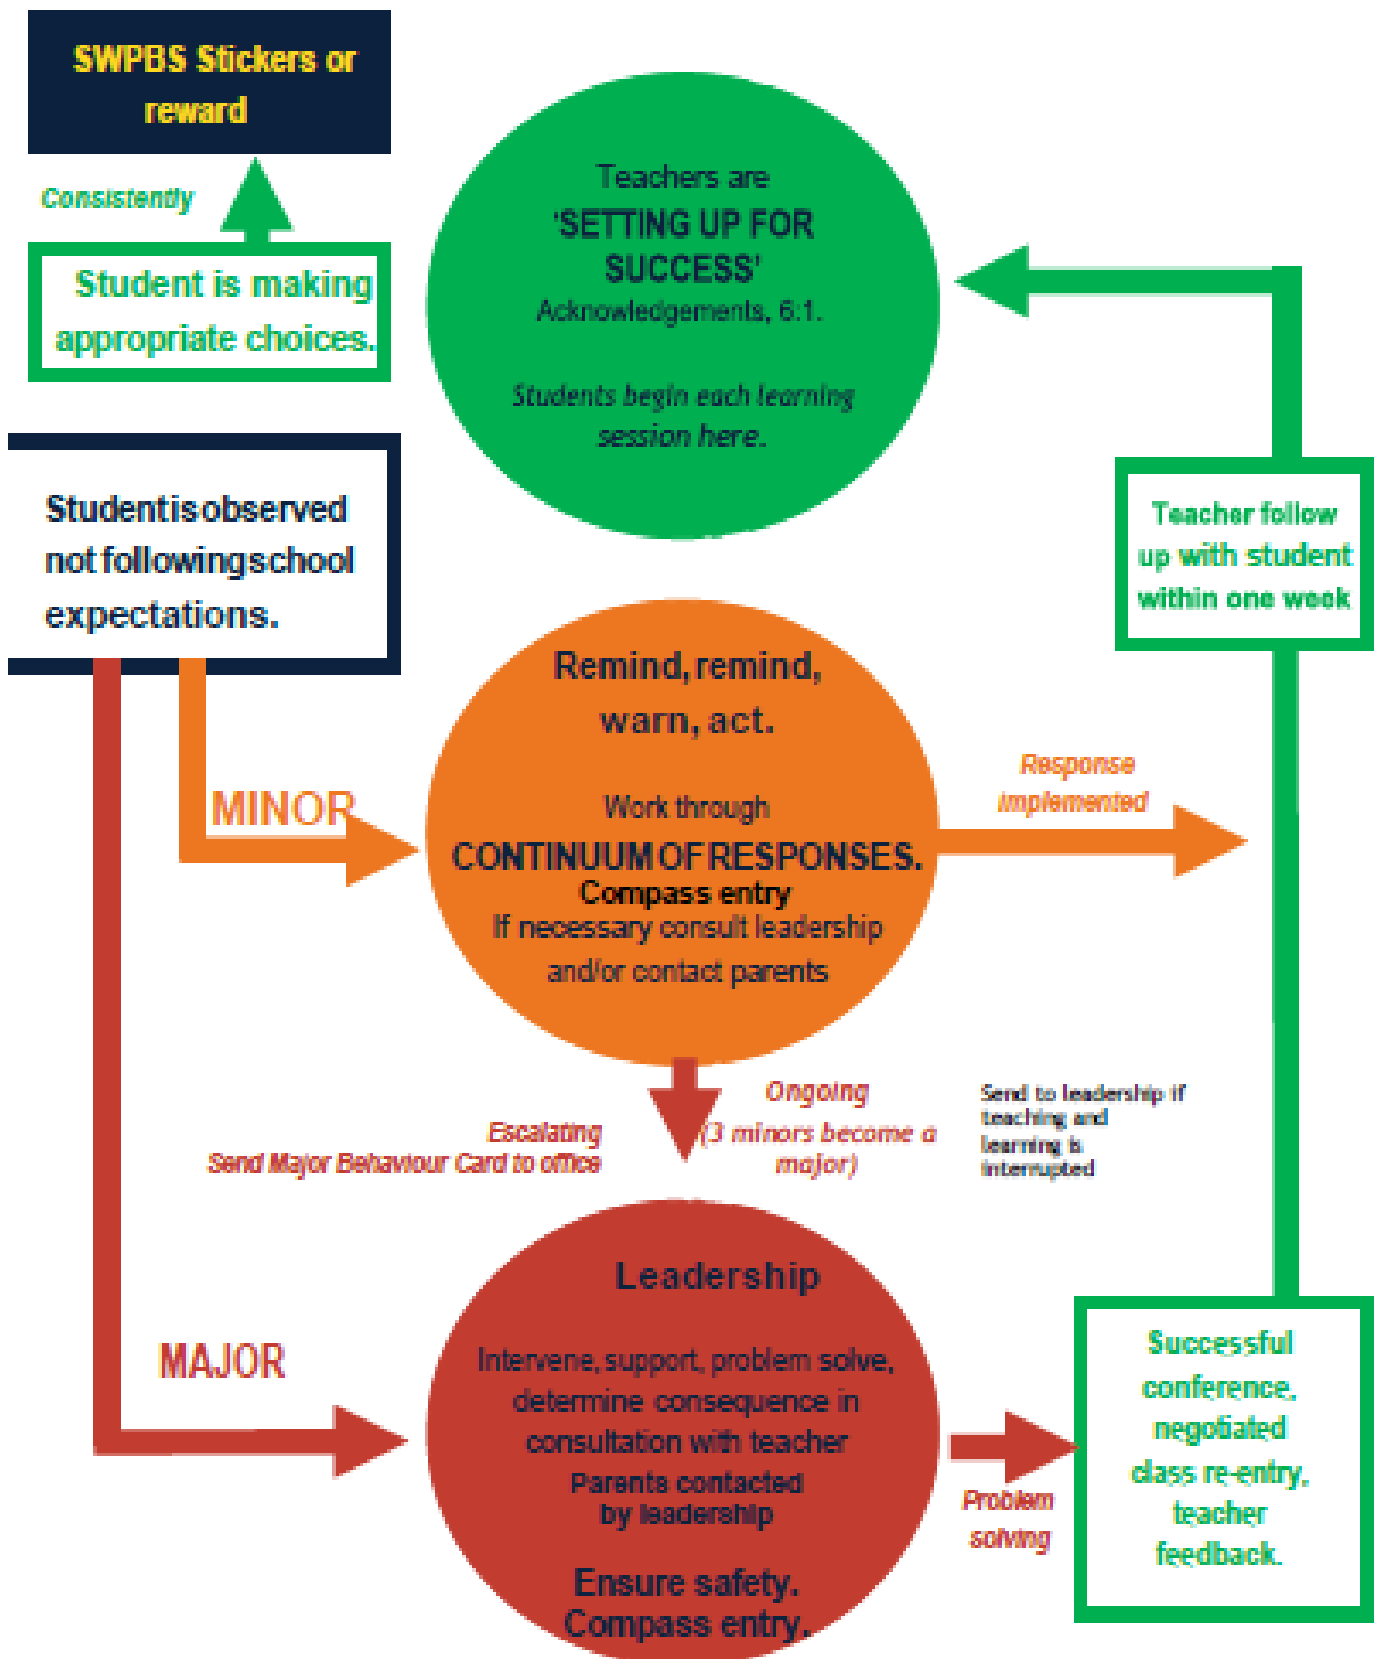 SWPBS Stickers or
reward
Consistently
Student is making
appropriate choices.
Teachers are
'SETTING UP FOR
SUCCESS'
Acknowledgements, 6:1.
Students begin each learning
session here.
Student is observed
not following school
expectations.
Teacher follow
up with student
within one week
Remind, remind,
warn, act.
Work through
CONTINUUM OF RESPONSES.
Compass entry
If necessary consult leadership
and/or contact parents
MINOR
Response
implemented
Escalating
Send Major Behaviour Card to office
Ongoing
(3 minors become a
major)
Send to leadership if
teaching and
learning is
interrupted
Leadership
Intervene, support, problem solve,
determine consequence in
consultation with teacher
Parents contacted
by leadership
Ensure safety.
Compass entry.
MAJOR
Problem
solving
Successful
conference,
negotiated
class re-entry,
teacher
feedback.